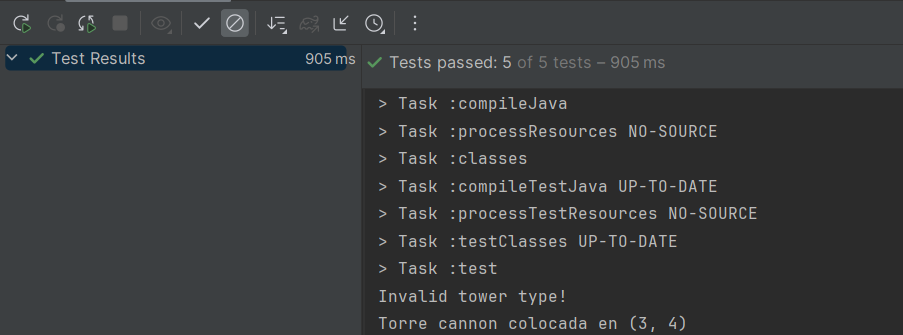 Test Results 905 ms
Tests passed: 5 of 5 tests – 905 ms
> Task :compileJava
> Task :processResources NO-SOURCE
> Task :classes
> Task :compileTestJava UP-TO-DATE
> Task :processTestResources NO-SOURCE
> Task :testClasses UP-TO-DATE
> Task :test
Invalid tower type!
Torre cannon colocada en (3, 4)